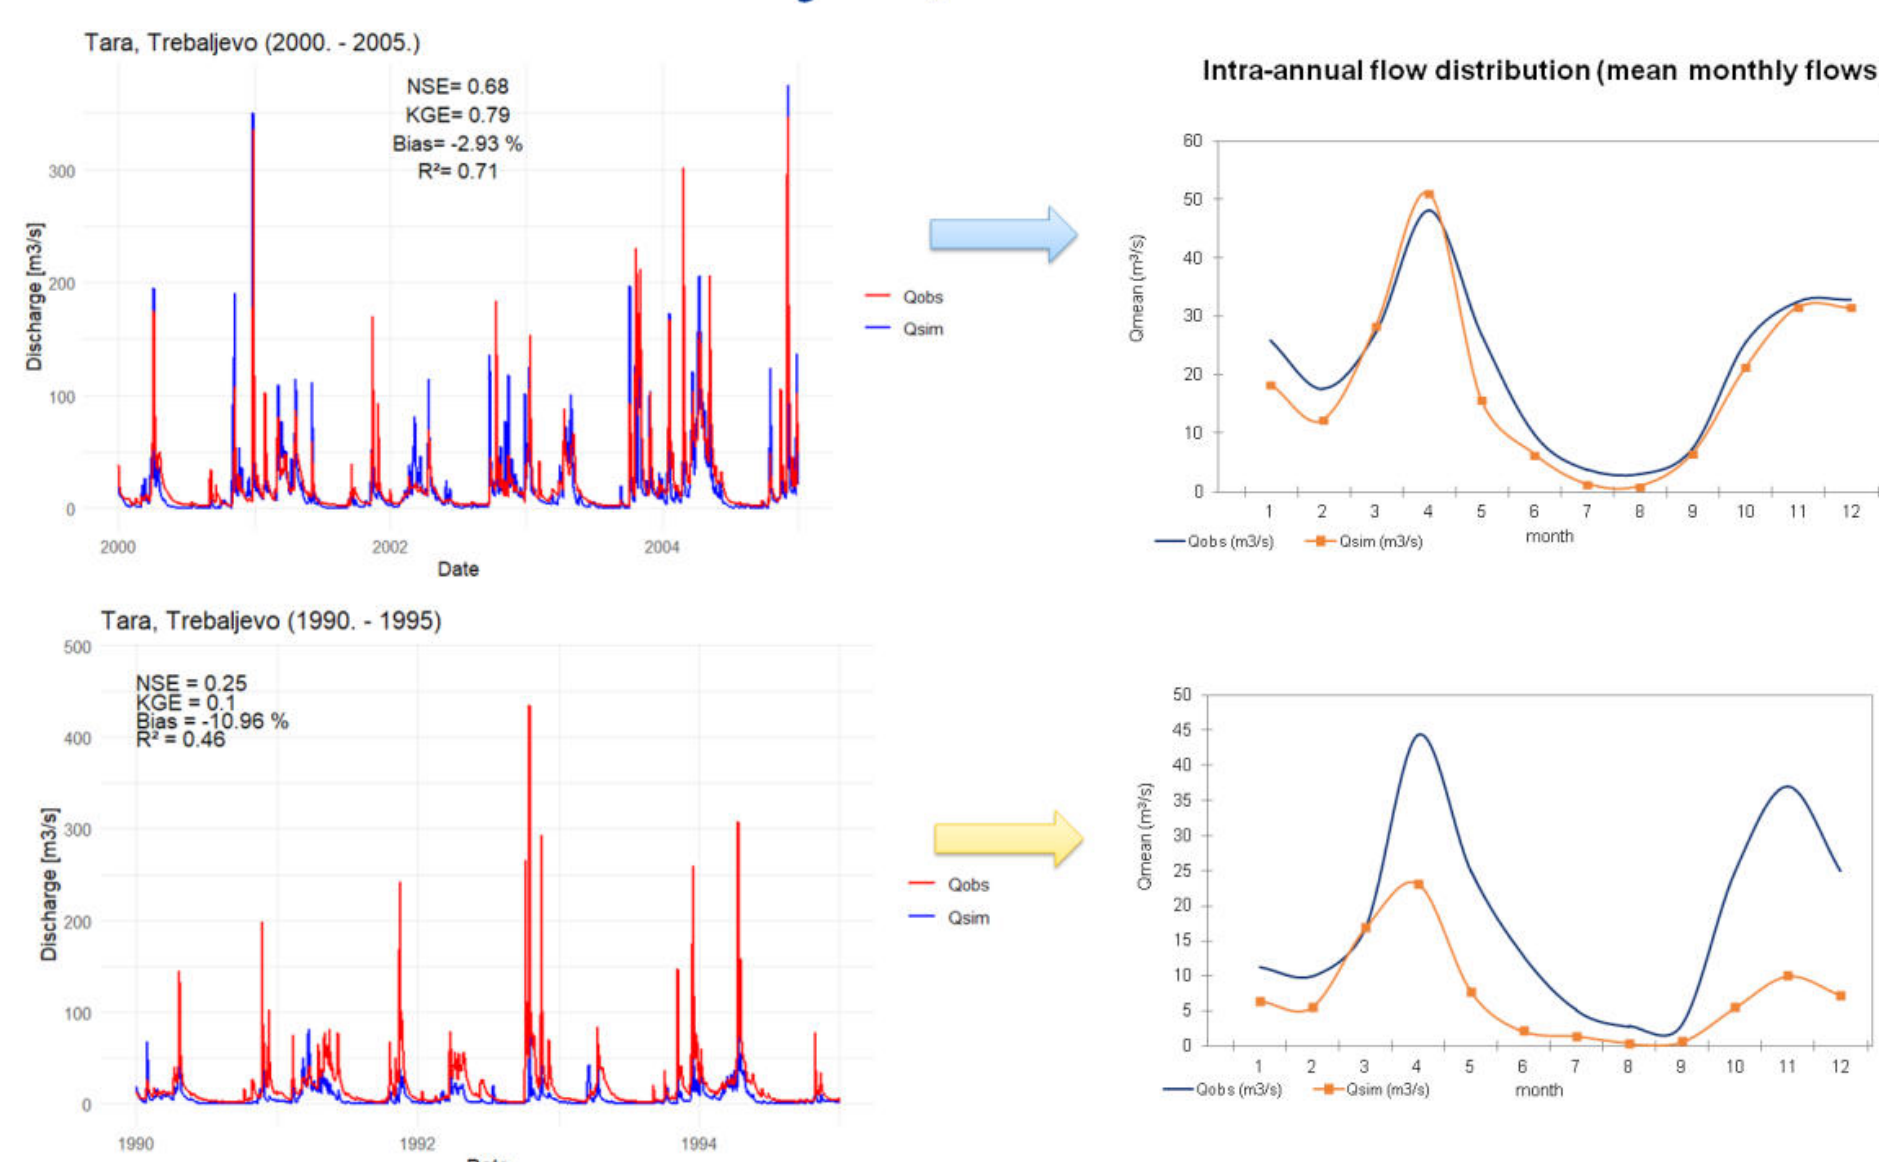 Tara, Trebaljevo (2000. - 2005.)
NSE= 0.68
KGE= 0.79
Bias= -2.93 %
R²= 0.71
Discharge [m3/s]
300
200
100
0
2000
2002
2004
Date
Qobs
Qsim
Intra-annual flow distribution (mean monthly flows
Qmean (m³/s)
60
50
40
30
20
10
0
1 2 3 4 5 6 7 8 9 10 11 12
month
Qobs (m3/s) Qsim (m3/s)
Tara, Trebaljevo (1990. - 1995)
NSE = 0.25
KGE = 0.1
Bias = -10.96 %
R² = 0.46
Discharge [m3/s]
500
400
300
200
100
0
1990
1992
1994
Qobs
Qsim
Qmean (m³/s)
50
45
40
35
30
25
20
15
10
5
0
1 2 3 4 5 6 7 8 9 10 11 12
month
Qobs (m3/s) Qsim (m3/s)